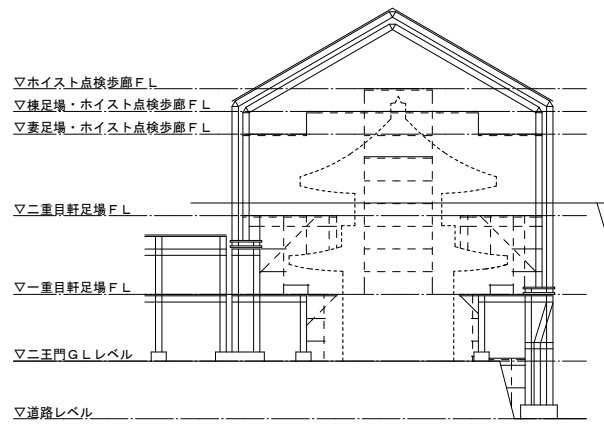 ▽ホイスト点検歩廊ＦＬ
▽棟足場・ホイスト点検歩廊ＦＬ
▽妻足場・ホイスト点検歩廊ＦＬ
▽二重目軒足場ＦＬ
▽一重目軒足場ＦＬ
▽二王門ＧＬレベル
▽道路レベル